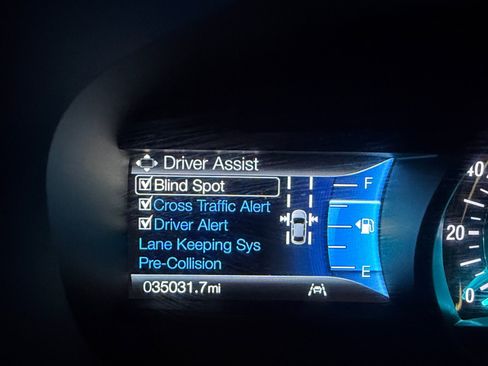 Driver Assist
Blind Spot
F
Cross Traffic Alert
Driver Alert
Lane Keeping Sys
Pre-Collision
E
035031.7mi
40
20
0